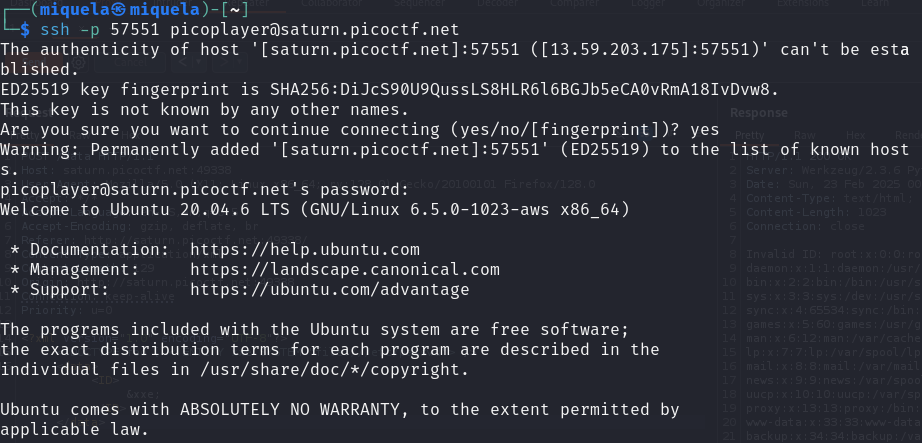 (miquela㉿miquela)-[~]
$ ssh -p 57551 picoplayer@saturn.picoctf.net
The authenticity of host '[saturn.picoctf.net]:57551 ([13.59.203.175]:57551)' can't be esta
blished.
ED25519 key fingerprint is SHA256:DiJcS90U9QussLS8HLR6l6BGJb5eCA0vRmA18IvDvw8.
This key is not known by any other names.
Are you sure you want to continue connecting (yes/no/[fingerprint])? yes
Warning: Permanently added '[saturn.picoctf.net]:57551' (ED25519) to the list of known host
s.
picoplayer@saturn.picoctf.net's password:
Welcome to Ubuntu 20.04.6 LTS (GNU/Linux 6.5.0-1023-aws x86_64)
* Documentation: https://help.ubuntu.com
* Management: https://landscape.canonical.com
* Support: https://ubuntu.com/advantage
The programs included with the Ubuntu system are free software;
the exact distribution terms for each program are described in the
individual files in /usr/share/doc/*/copyright.
Ubuntu comes with ABSOLUTELY NO WARRANTY, to the extent permitted by
applicable law.